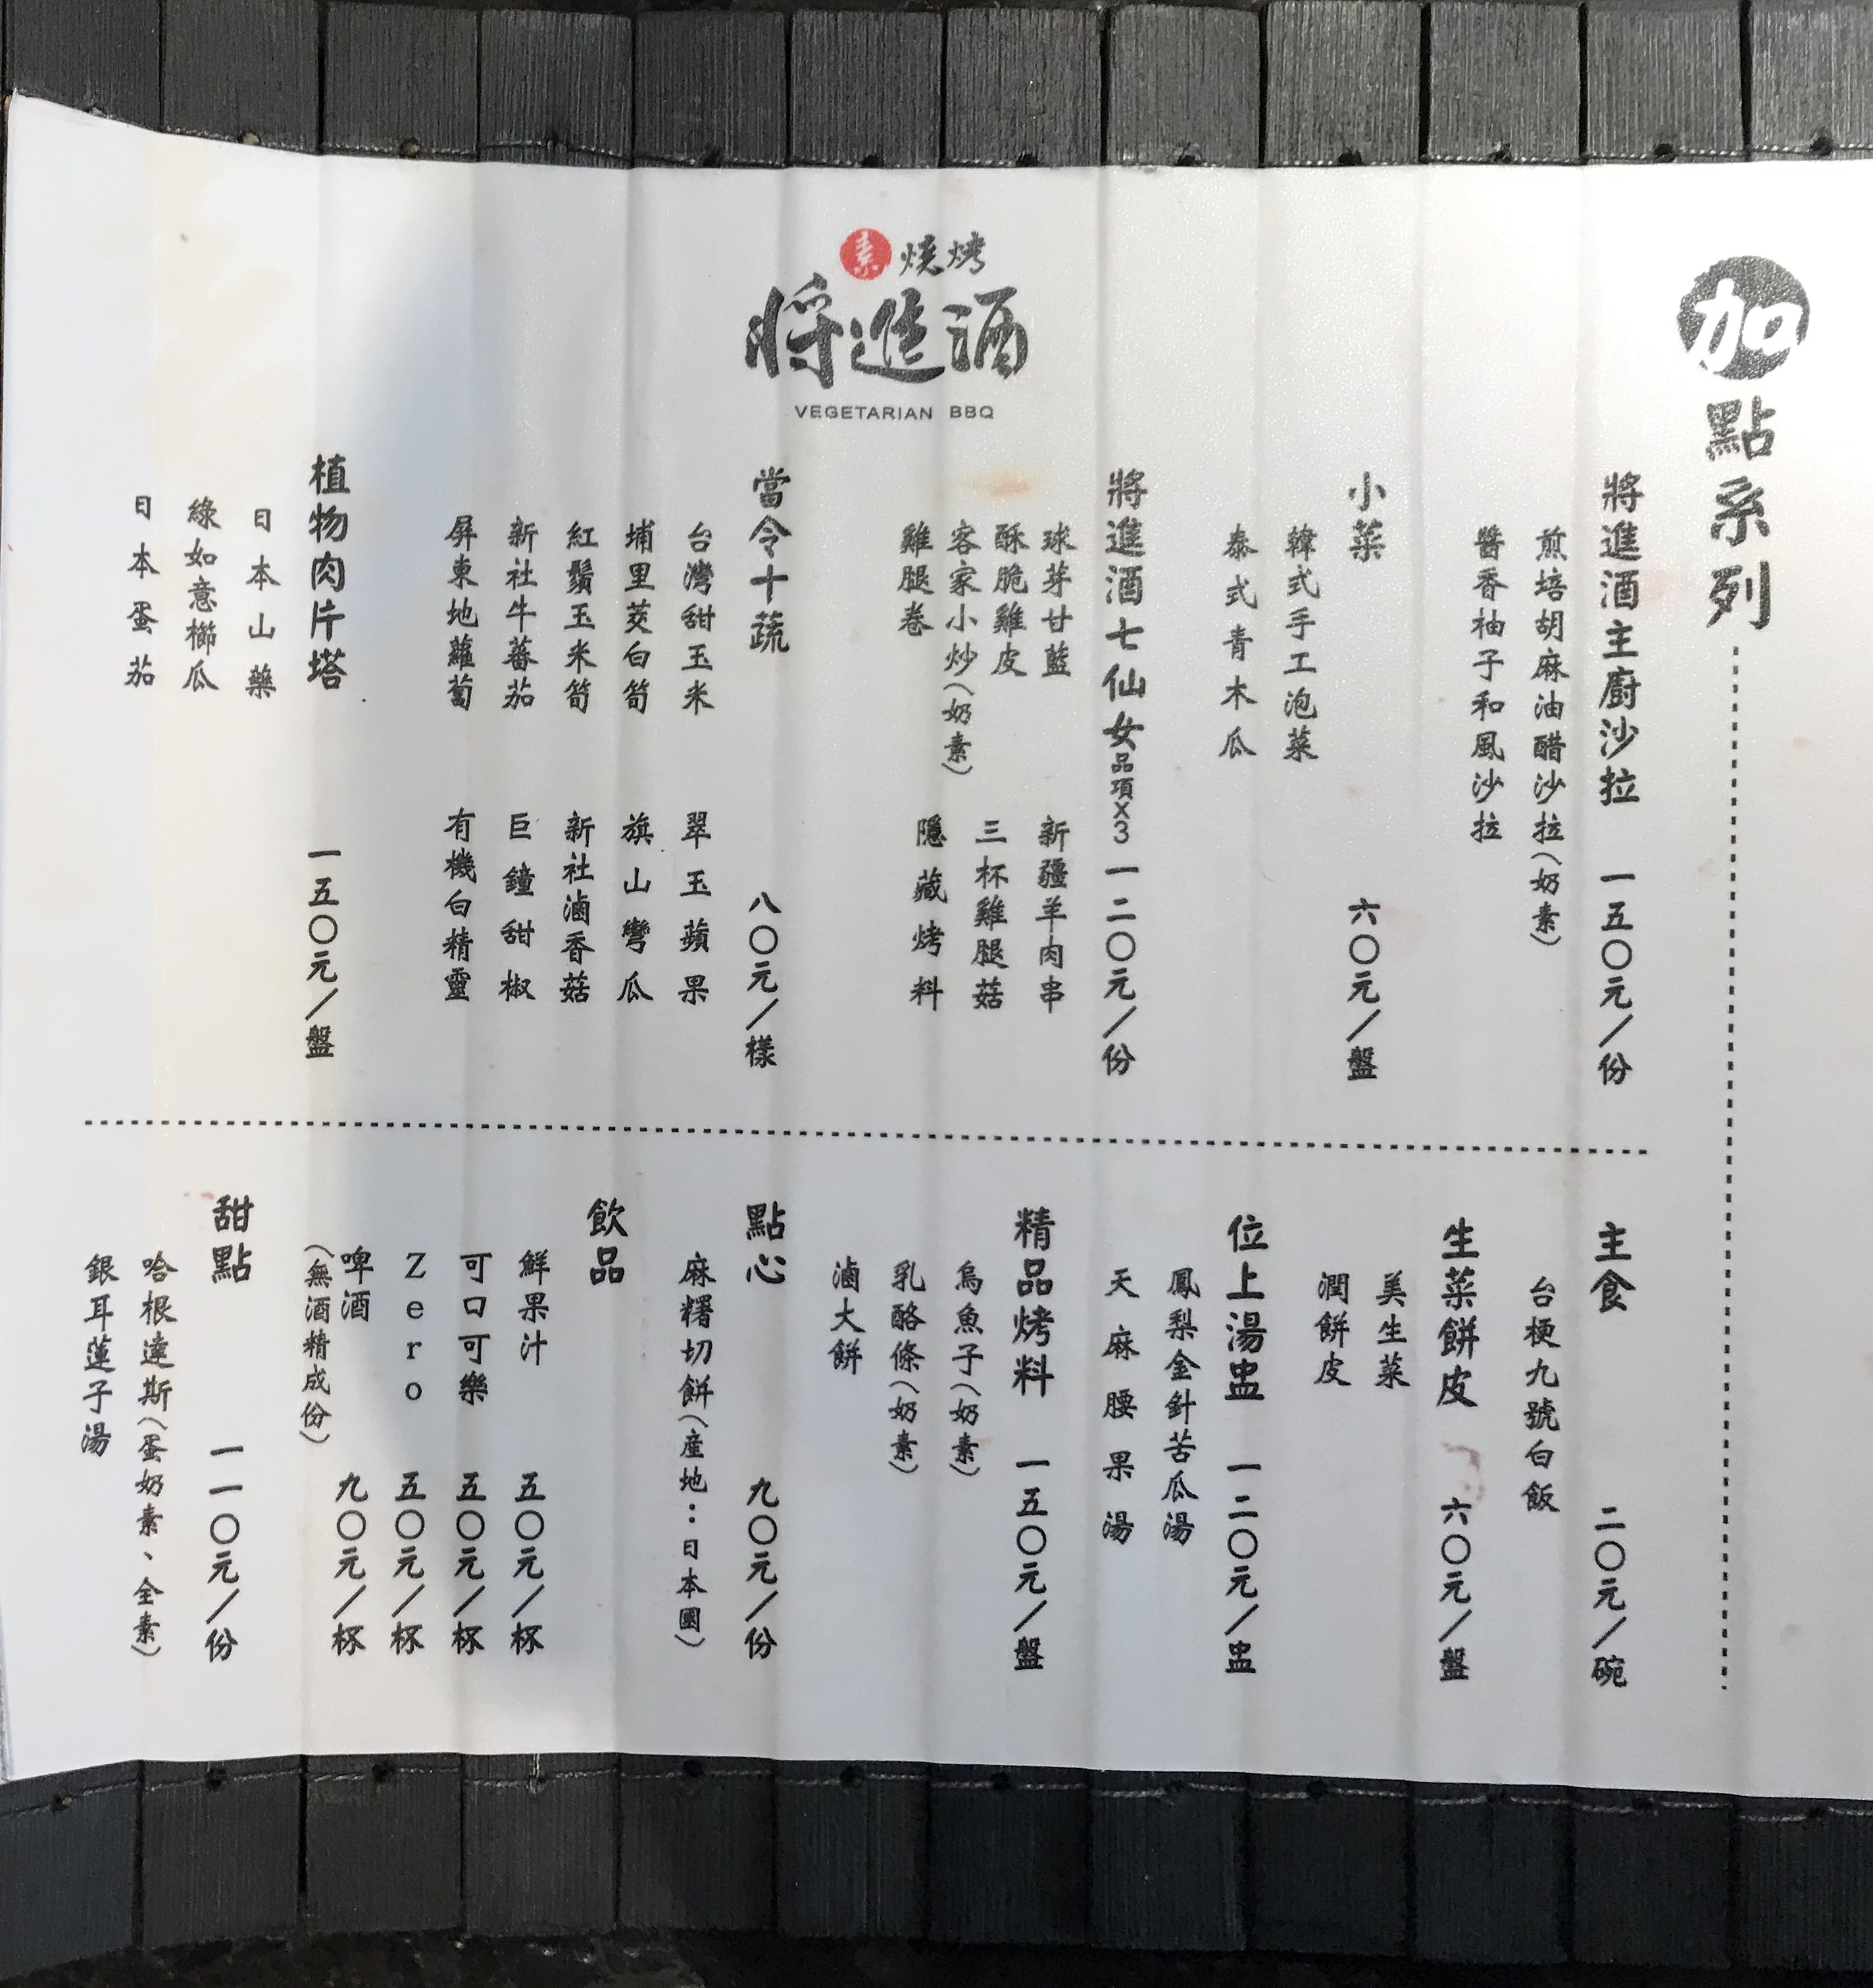 加點系列
將進酒主廚沙拉 一五〇元/份
煎培胡麻油醋沙拉(奶素)
醬香柚子和風沙拉
小菜 六〇元/盤
韓式手工泡菜
泰式青木瓜
將進酒七仙女品項x3 一二〇元/份
球芽甘藍 新疆羊肉串
酥脆雞皮 三杯雞腿菇
客家小炒(奶素)
雞腿卷 隱藏烤料
素燒烤
將進酒
VEGETARIAN BBQ
當令十蔬 八〇元/樣
台灣甜玉米 翠玉蘋果
埔里茭白筍 旗山彎瓜
紅鬚玉米筍 新社滷香菇
新社牛蕃茄 巨鐘甜椒
屏東地蘿蔔 有機白精靈
植物肉片塔 一五〇元/盤
日本山藥
綠如意櫛瓜
日本蛋茄
主食 二〇元/碗
台梗九號白飯
生菜餅皮 六〇元/盤
美生菜
潤餅皮
位上湯盅 一二〇元/盅
鳳梨金針苦瓜湯
天麻腰果湯
精品烤料 一五〇元/盤
烏魚子(奶素)
乳酪條(奶素)
滷大餅
點心 九〇元/份
麻糬切餅(產地:日本國)
飲品
鮮果汁 五〇元/杯
可口可樂 五〇元/杯
Zero 五〇元/杯
啤酒 九〇元/杯
(無酒精成份)
甜點 一一〇元/份
哈根達斯(蛋奶素、全素)
銀耳蓮子湯